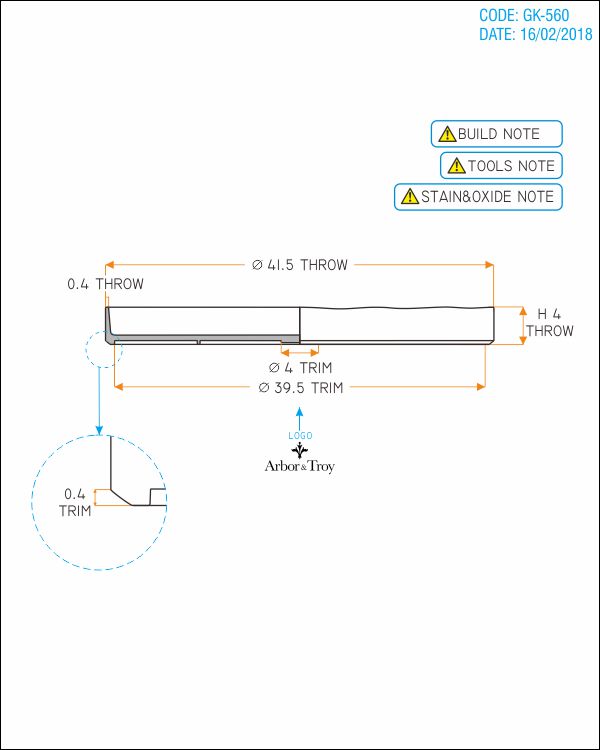 CODE: GK-560
DATE: 16/02/2018
BUILD NOTE
TOOLS NOTE
STAIN&OXIDE NOTE
Ø 41.5 THROW
0.4 THROW
H 4
THROW
Ø 4 TRIM
Ø 39.5 TRIM
LOGO
Arbor & Troy
0.4
TRIM